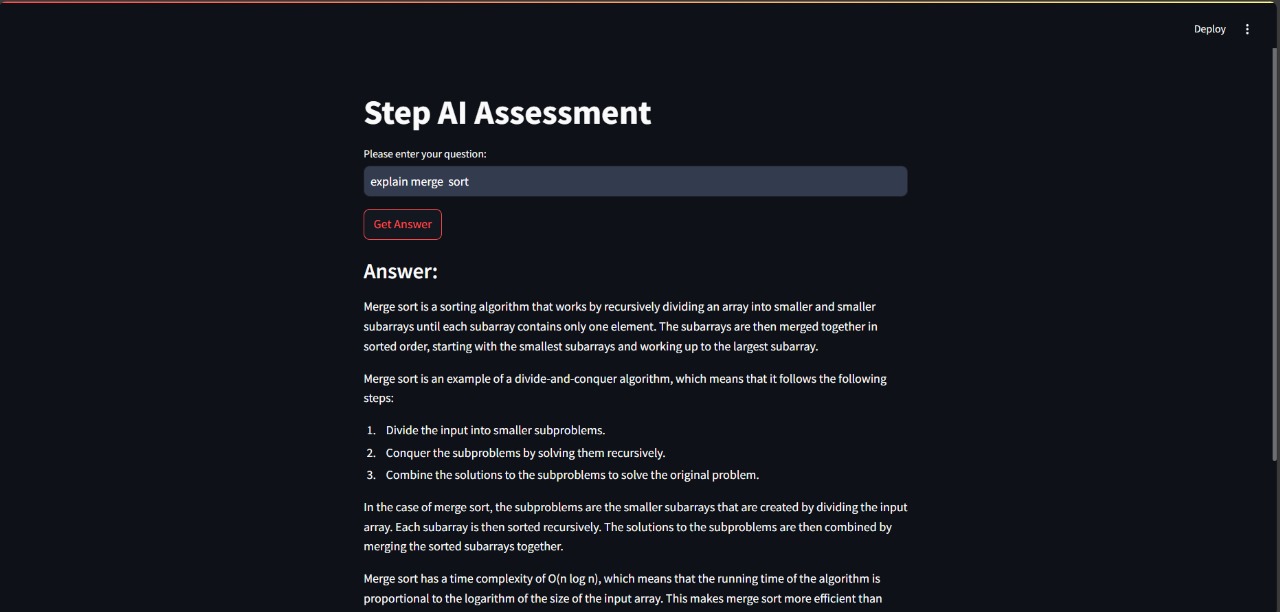 Deploy
Step AI Assessment
Please enter your question:
explain merge  sort
Get Answer
Answer:
Merge sort is a sorting algorithm that works by recursively dividing an array into smaller and smaller
subarrays until each subarray contains only one element. The subarrays are then merged together in
sorted order, starting with the smallest subarrays and working up to the largest subarray.
Merge sort is an example of a divide-and-conquer algorithm, which means that it follows the following
steps:
1. Divide the input into smaller subproblems.
2. Conquer the subproblems by solving them recursively.
3. Combine the solutions to the subproblems to solve the original problem.
In the case of merge sort, the subproblems are the smaller subarrays that are created by dividing the input
array. Each subarray is then sorted recursively. The solutions to the subproblems are then combined by
merging the sorted subarrays together.
Merge sort has a time complexity of O(n log n), which means that the running time of the algorithm is
proportional to the logarithm of the size of the input array. This makes merge sort more efficient than